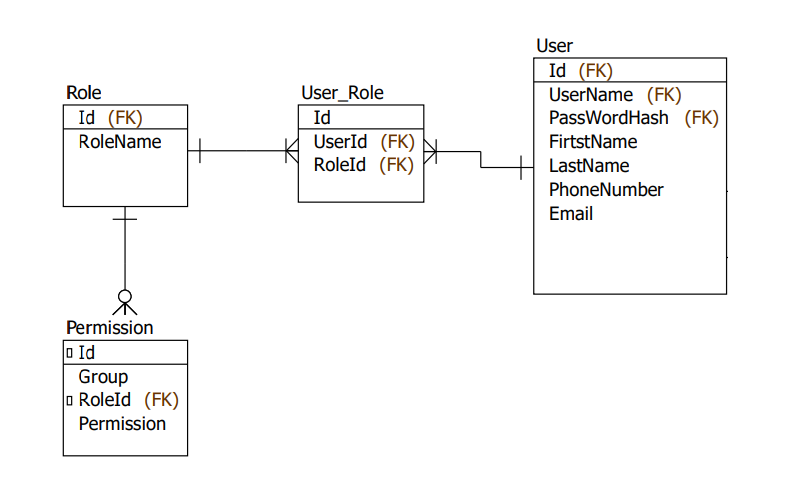 Role
Id (FK)
RoleName
User_Role
Id
UserId (FK)
RoleId (FK)
User
Id (FK)
UserName (FK)
PassWordHash (FK)
FirtstName
LastName
PhoneNumber
Email
Permission
Id
Group
RoleId (FK)
Permission